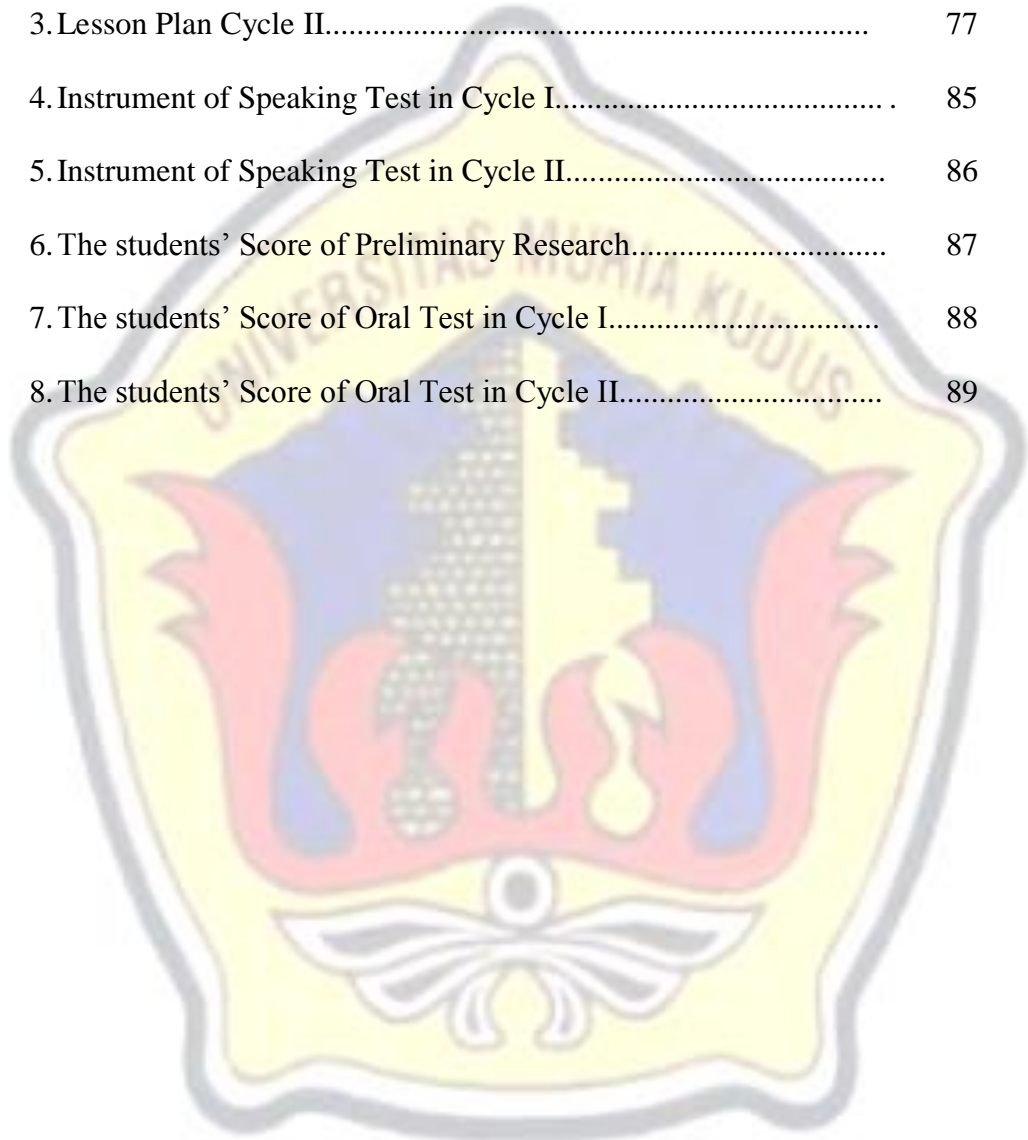 3. Lesson Plan Cycle II.................................................................... 77
4. Instrument of Speaking Test in Cycle I........................................ . 85
5. Instrument of Speaking Test in Cycle II....................................... 86
6. The students’ Score of Preliminary Research............................... 87
7. The students’ Score of Oral Test in Cycle I................................. 88
8. The students’ Score of Oral Test in Cycle II................................ 89
UNIVERSITAS MURIA KUDUS